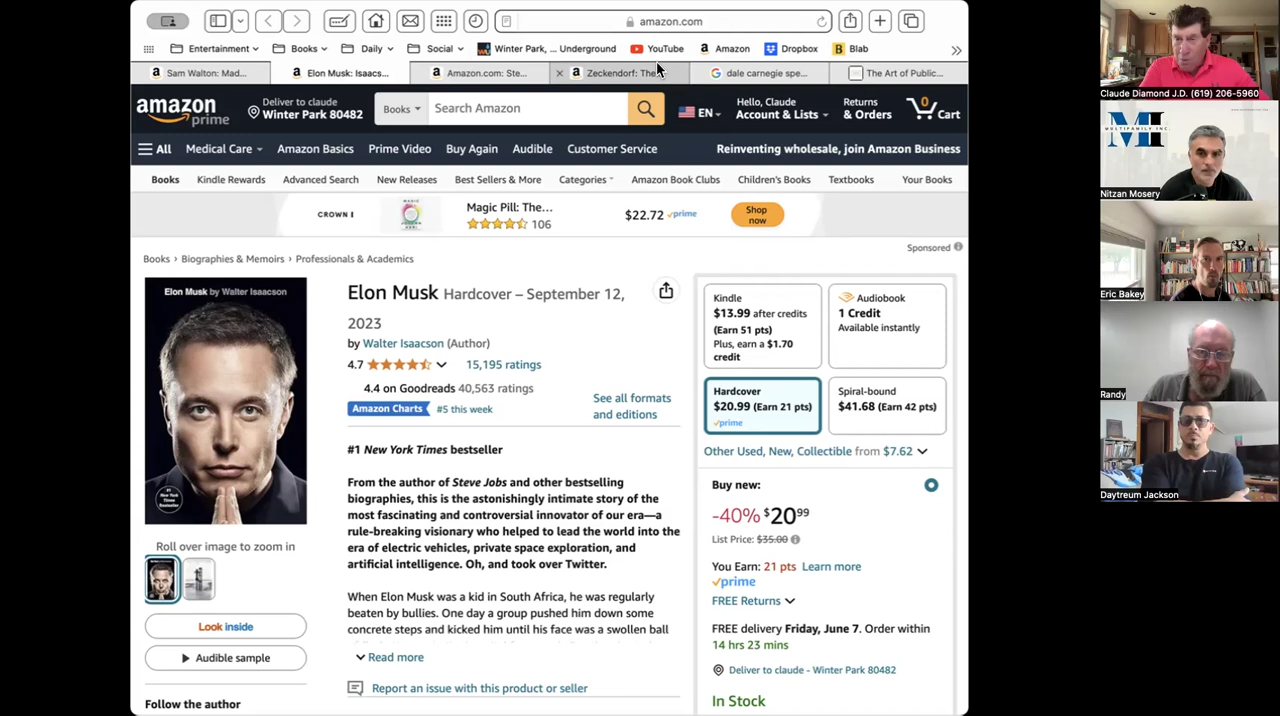 amazon.com
Entertainment
Books
Daily
Social
Winter Park, ... Underground
YouTube
Amazon
Dropbox
Blab
Sam Walton: Mad...
Elon Musk: Isaacs...
Amazon.com: Ste...
Zeckendorf: The
dale carnegie spe...
The Art of Public...
amazon prime
Deliver to claude
Winter Park 80482
Books
Search Amazon
EN
Hello, Claude
Account & Lists
Returns
& Orders
0
Cart
All
Medical Care
Amazon Basics
Prime Video
Buy Again
Audible
Customer Service
Reinventing wholesale, join Amazon Business
Books
Kindle Rewards
Advanced Search
New Releases
Best Sellers & More
Categories
Amazon Book Clubs
Children's Books
Textbooks
Your Books
CROWN
Magic Pill: The...
106
$22.72 prime
Shop now
Sponsored
Books › Biographies & Memoirs › Professionals & Academics
Elon Musk by Walter Isaacson
Roll over image to zoom in
Look inside
Audible sample
Follow the author
Elon Musk Hardcover – September 12,
2023
by Walter Isaacson (Author)
4.7
15,195 ratings
4.4 on Goodreads 40,563 ratings
Amazon Charts #5 this week
See all formats
and editions
#1 New York Times bestseller
From the author of Steve Jobs and other bestselling
biographies, this is the astonishingly intimate story of the
most fascinating and controversial innovator of our era—a
rule-breaking visionary who helped to lead the world into the
era of electric vehicles, private space exploration, and
artificial intelligence. Oh, and took over Twitter.
When Elon Musk was a kid in South Africa, he was regularly
beaten by bullies. One day a group pushed him down some
concrete steps and kicked him until his face was a swollen ball
Read more
Report an issue with this product or seller
Kindle
$13.99 after credits
(Earn 51 pts)
Plus, earn a $1.70
credit
Audiobook
1 Credit
Available instantly
Hardcover
$20.99 (Earn 21 pts)
prime
Spiral-bound
$41.68 (Earn 42 pts)
Other Used, New, Collectible from $7.62
Buy new:
-40% $20 99
List Price: $35.00
You Earn: 21 pts Learn more
prime
FREE Returns
FREE delivery Friday, June 7. Order within
14 hrs 23 mins
Deliver to claude - Winter Park 80482
In Stock
Claude Diamond J.D. (619) 206-5960
MI
MULTIFAMILY INC.
Nitzan Mosery
Eric Bakey
Randy
Daytreum Jackson